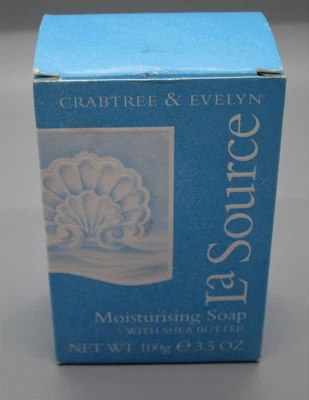 CRABTREE & EVELYN®
La Source
Moisturising Soap
WITH SHEA BUTTER
NET WT 100g ℮ 3.5 OZ